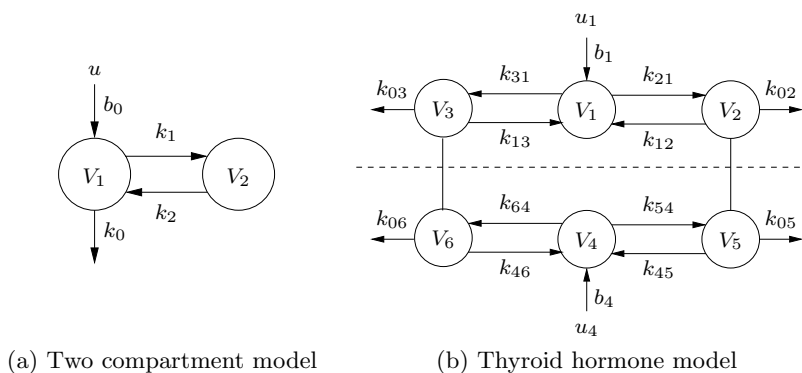 u
b₀
k₁
V₁
V₂
k₂
k₀
(a) Two compartment model
u₁
b₁
k₀₃
k₃₁
k₂₁
k₀₂
V₃
V₁
V₂
k₁₃
k₁₂
k₀₆
k₆₄
k₅₄
k₀₅
V₆
V₄
V₅
k₄₆
k₄₅
b₄
u₄
(b) Thyroid hormone model